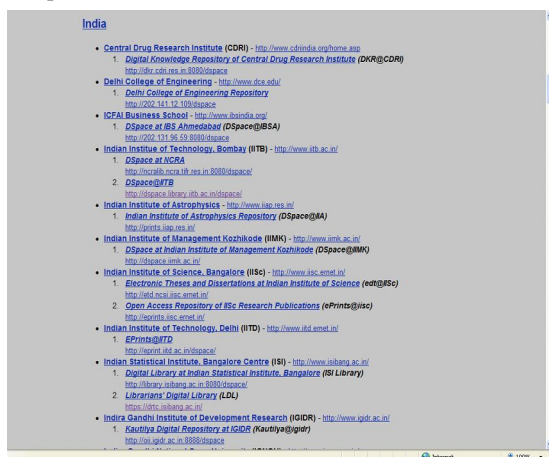 India
• Central Drug Research Institute (CDRI) - http://www.cdriindia.org/home.asp
1. Digital Knowledge Repository of Central Drug Research Institute (DKR@CDRI)
http://dkr.cdri.res.in:8080/dspace
• Delhi College of Engineering - http://www.dce.edu/
1. Delhi College of Engineering Repository
http://202.141.12.109/dspace
• ICFAI Business School - http://www.ibsindia.org/
1. DSpace at IBS Ahmedabad (DSpace@IBSA)
http://202.131.96.59:8080/dspace
• Indian Institue of Technology, Bombay (IITB) - http://www.iitb.ac.in/
1. DSpace at NCRA
http://ncralib.ncra.tifr.res.in:8080/dspace/
2. DSpace@IITB
http://dspace.library.iitb.ac.in/dspace/
• Indian Institute of Astrophysics - http://www.iiap.res.in/
1. Indian Institute of Astrophysics Repository (DSpace@IIA)
http://prints.iiap.res.in/
• Indian Institute of Management Kozhikode (IIMK) - http://www.iimk.ac.in/
1. DSpace at Indian Institute of Management Kozhikode (DSpace@IIMK)
http://dspace.iimk.ac.in/
• Indian Institute of Science, Bangalore (IISc) - http://www.iisc.ernet.in/
1. Electronic Theses and Dissertations at Indian Institute of Science (edt@IISc)
http://etd.ncsi.iisc.ernet.in/
2. Open Access Repository of IISc Research Publications (ePrints@iisc)
http://eprints.iisc.ernet.in/
• Indian Institute of Technology, Delhi (IITD) - http://www.iitd.ernet.in/
1. EPrints@IITD
http://eprint.iitd.ac.in/dspace/
• Indian Statistical Institute, Bangalore Centre (ISI) - http://www.isibang.ac.in/
1. Digital Library at Indian Statistical Institute, Bangalore (ISI Library)
http://library.isibang.ac.in:8080/dspace/
2. Librarians' Digital Library (LDL)
https://drtc.isibang.ac.in/
• Indira Gandhi Institute of Development Research (IGIDR) - http://www.igidr.ac.in/
1. Kautilya Digital Repository at IGIDR (Kautilya@igidr)
http://oii.igidr.ac.in:8888/dspace
Internet 100%